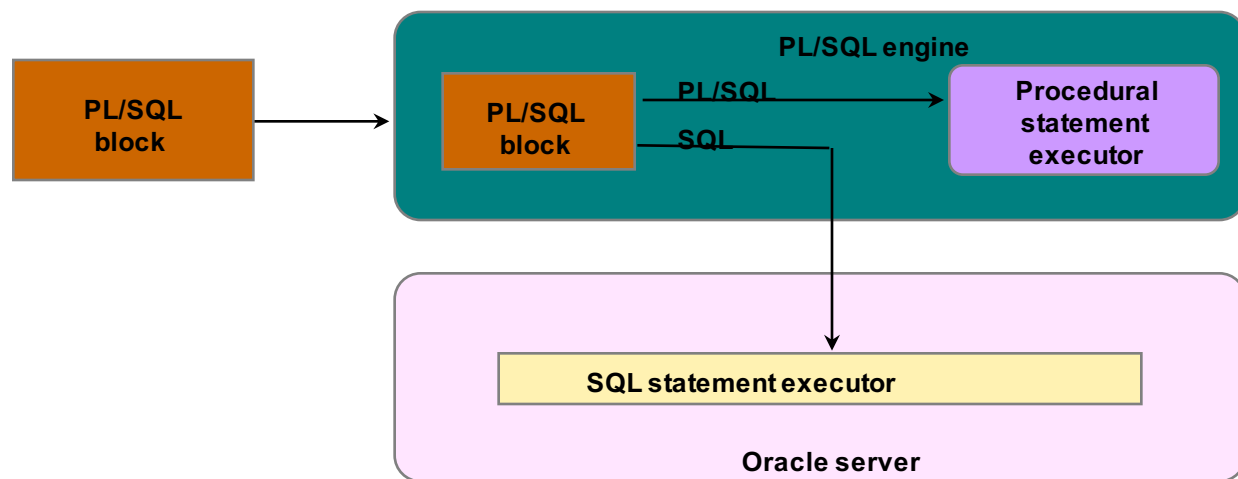 PL/SQL engine
PL/SQL
block
PL/SQL
block
PL/SQL
SQL
Procedural
statement
executor
SQL statement executor
Oracle server